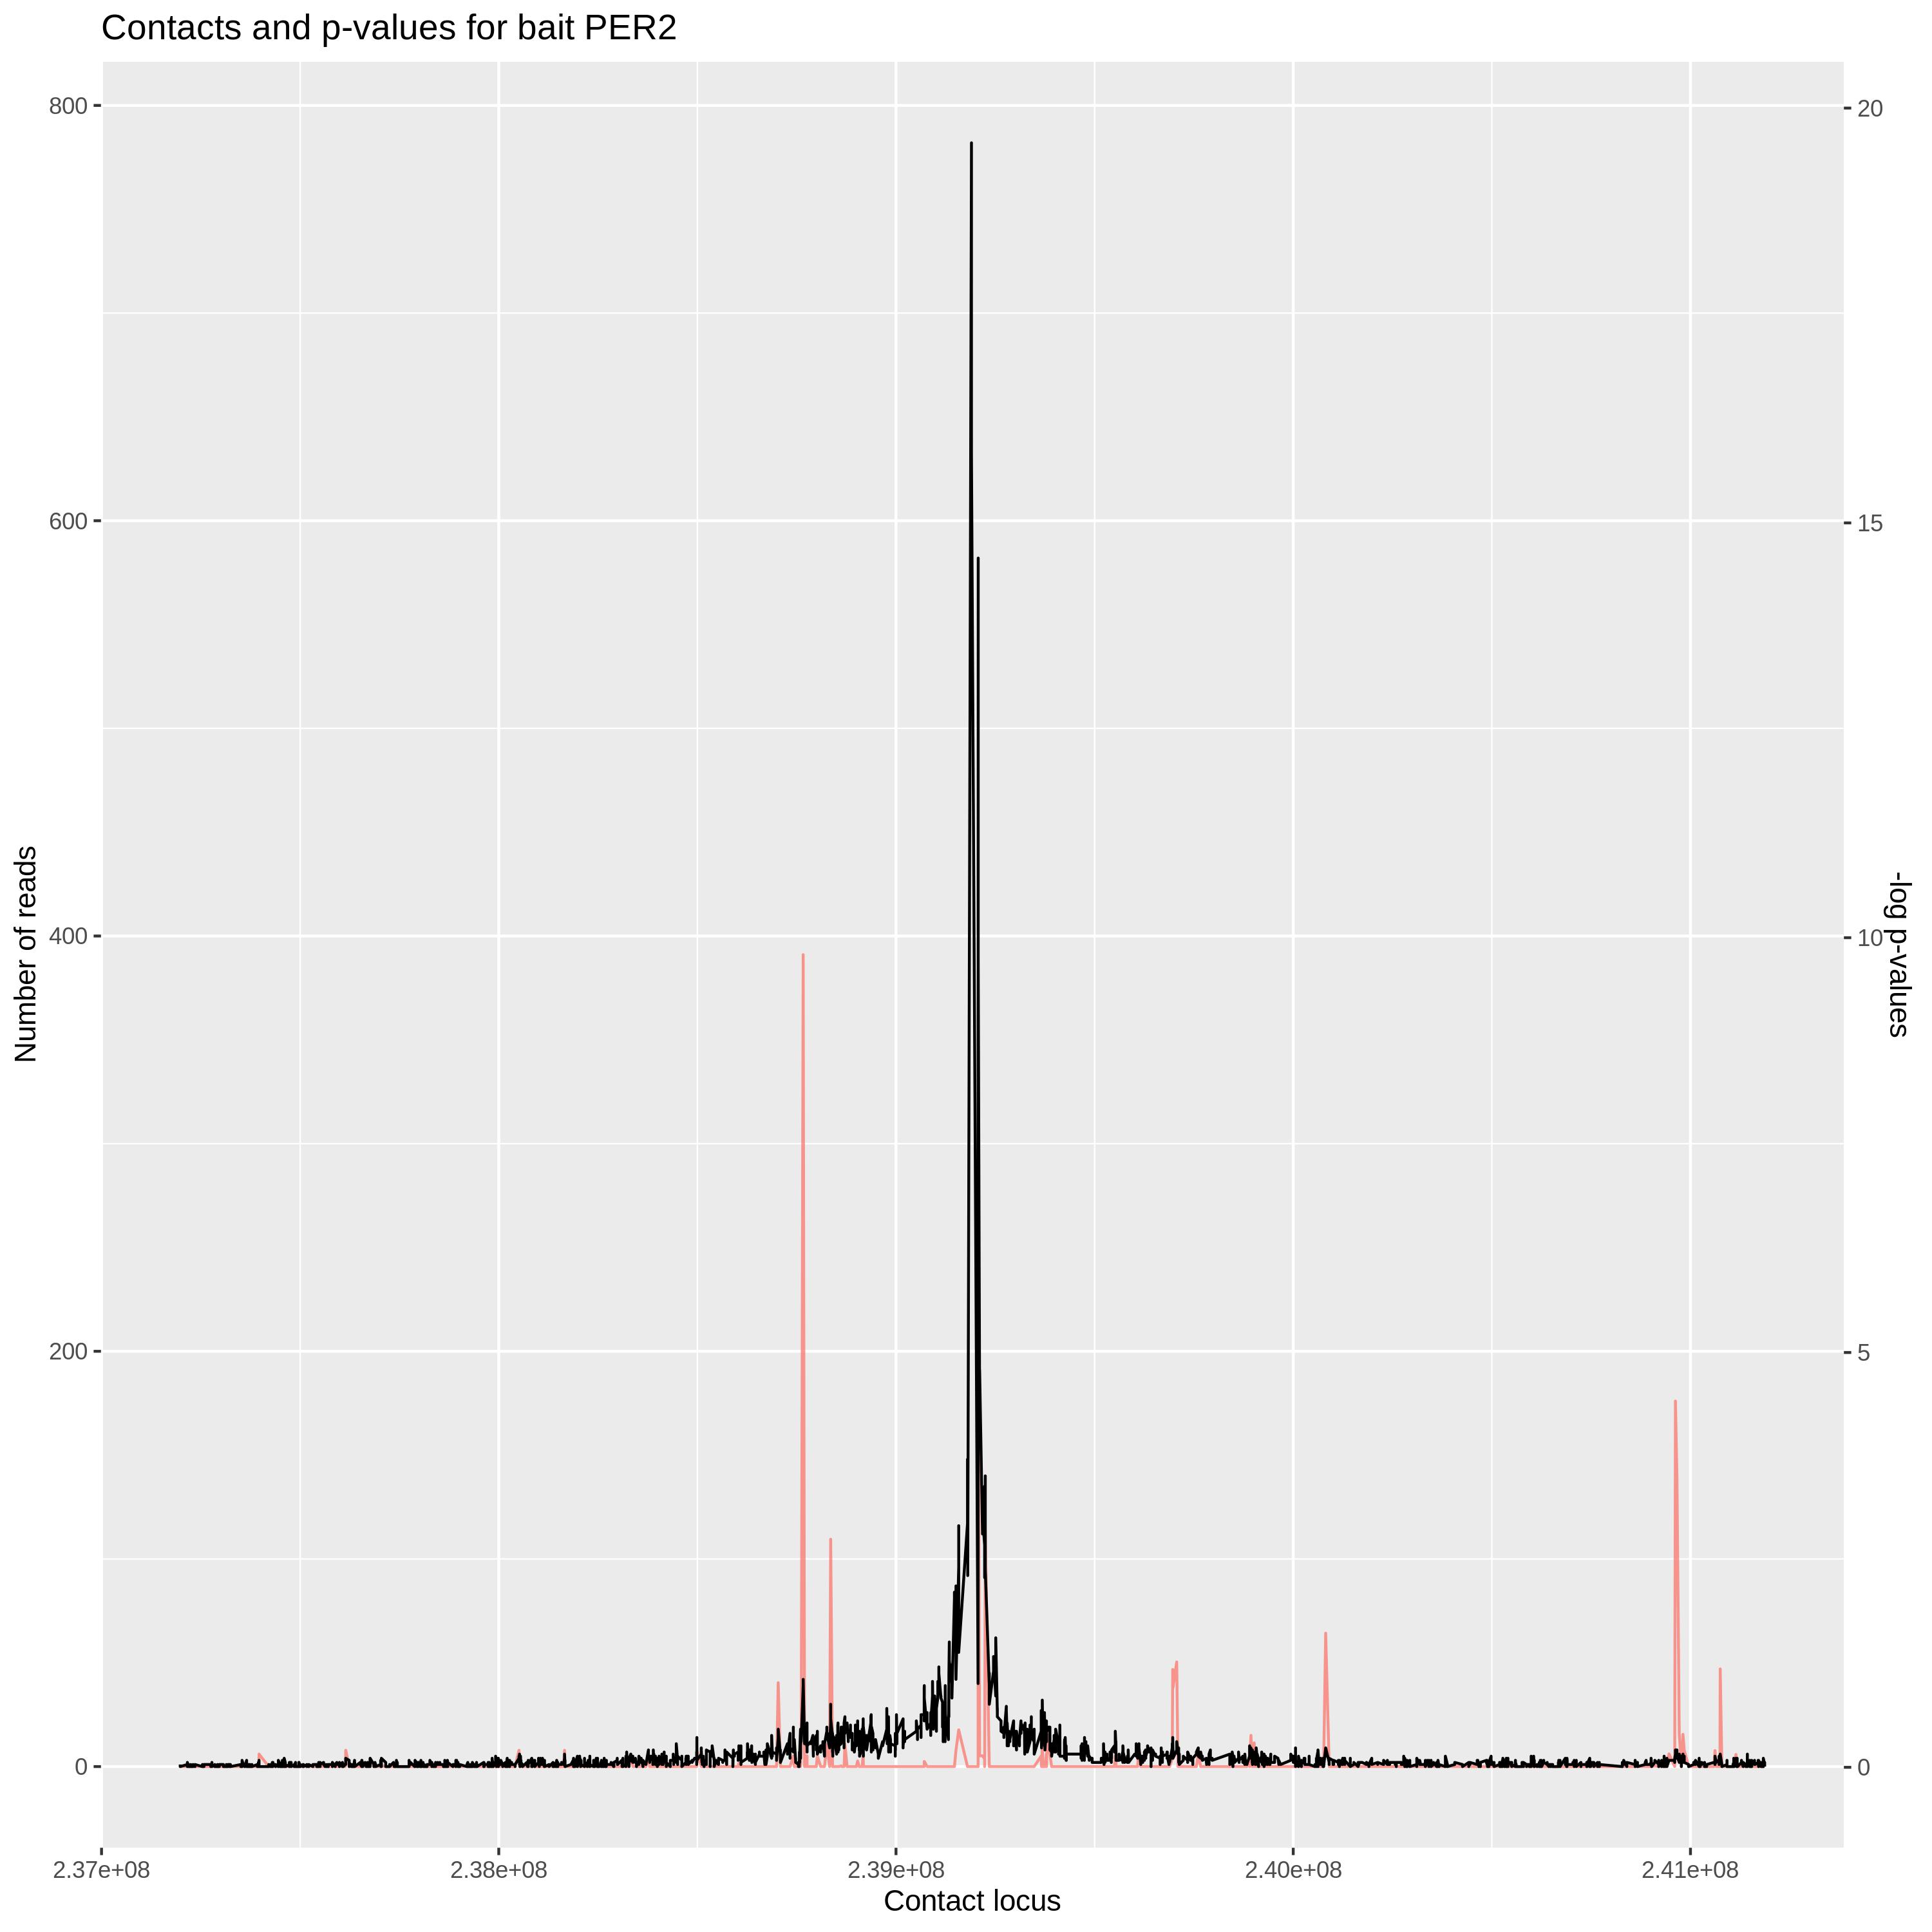 Contacts and p-values for bait PER2
800
600
400
200
0
Number of reads
20
15
10
5
0
-log p-values
2.37e+08
2.38e+08
2.39e+08
2.40e+08
2.41e+08
Contact locus